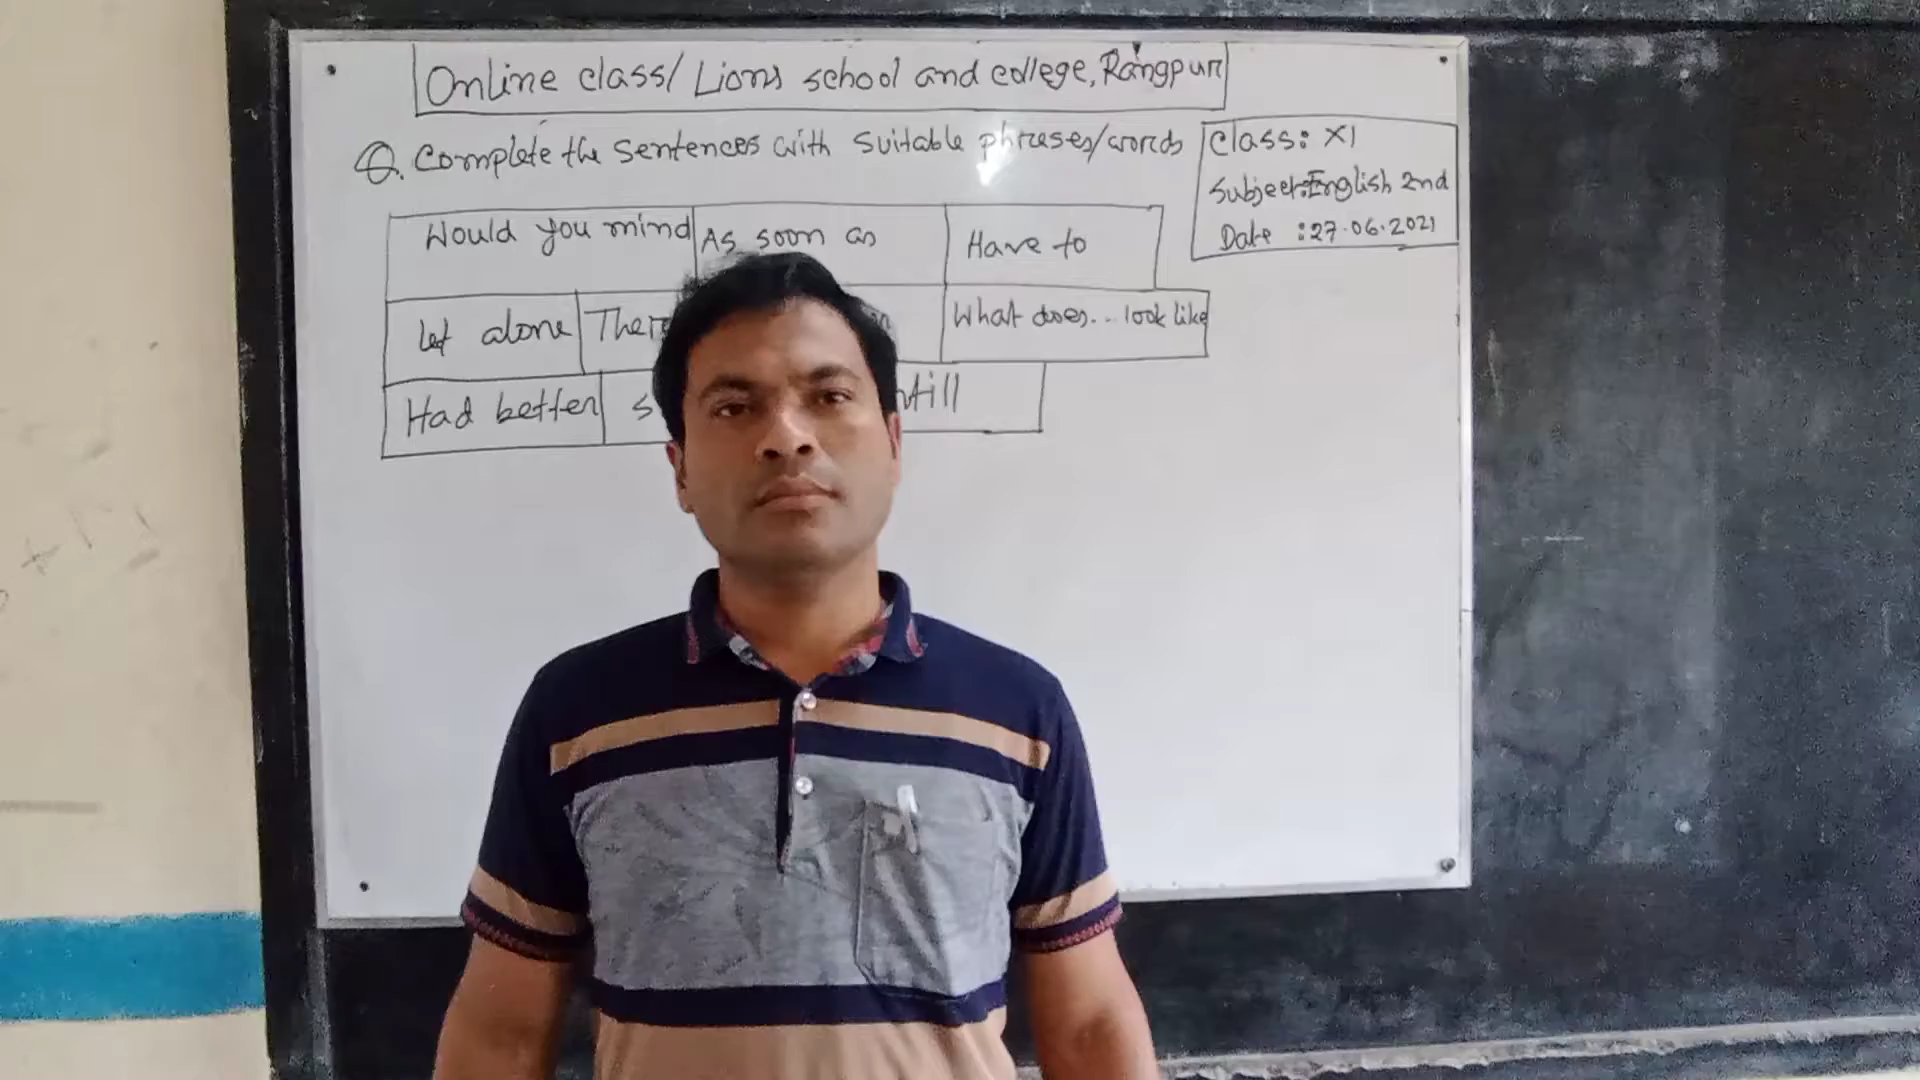 Online class/ Lions school and college, Rangpur
Q. Complete the sentences with suitable phrases/words
Class: XI
Subject: English 2nd
Date : 27.06.2021
Would you mind As soon as Have to
let alone What does... look like
Had better